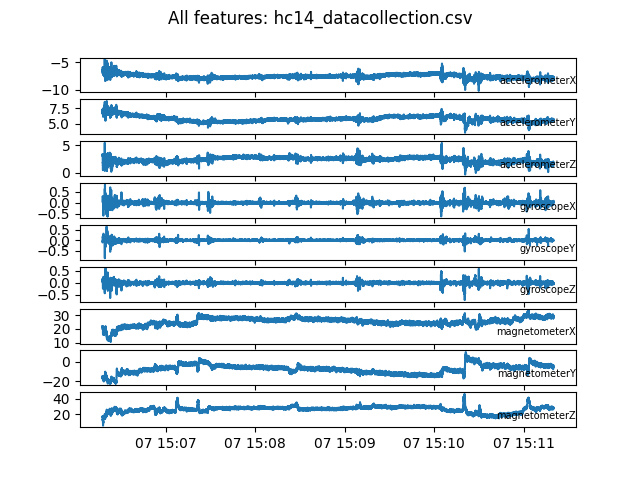 All features: hc14_datacollection.csv
−5
−10
accelerometerX
7.5
5.0
accelerometerY
5
0
accelerometerZ
0.5
0.0
−0.5
gyroscopeX
0.5
0.0
−0.5
gyroscopeY
0.5
0.0
−0.5
gyroscopeZ
30
20
10
magnetometerX
0
−20
magnetometerY
40
20
magnetometerZ
07 15:07 07 15:08 07 15:09 07 15:10 07 15:11